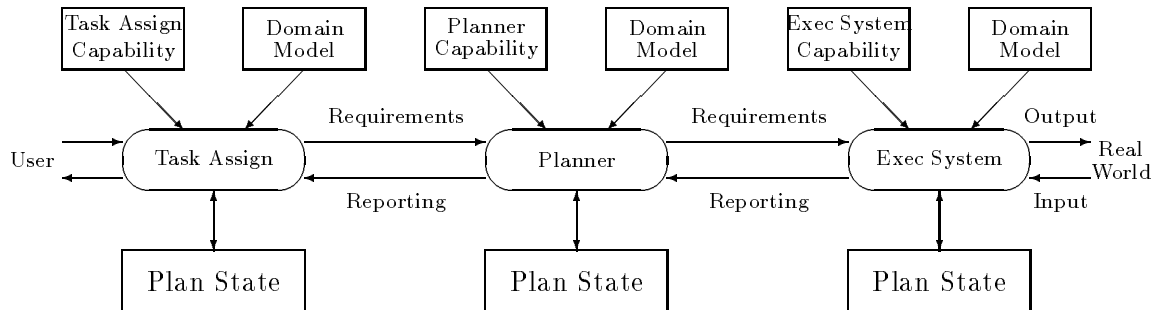 Task Assign
Capability
Domain
Model
Planner
Capability
Domain
Model
Exec System
Capability
Domain
Model
Requirements
Requirements
Output
User
Task Assign
Planner
Exec System
Real
World
Reporting
Reporting
Input
Plan State
Plan State
Plan State